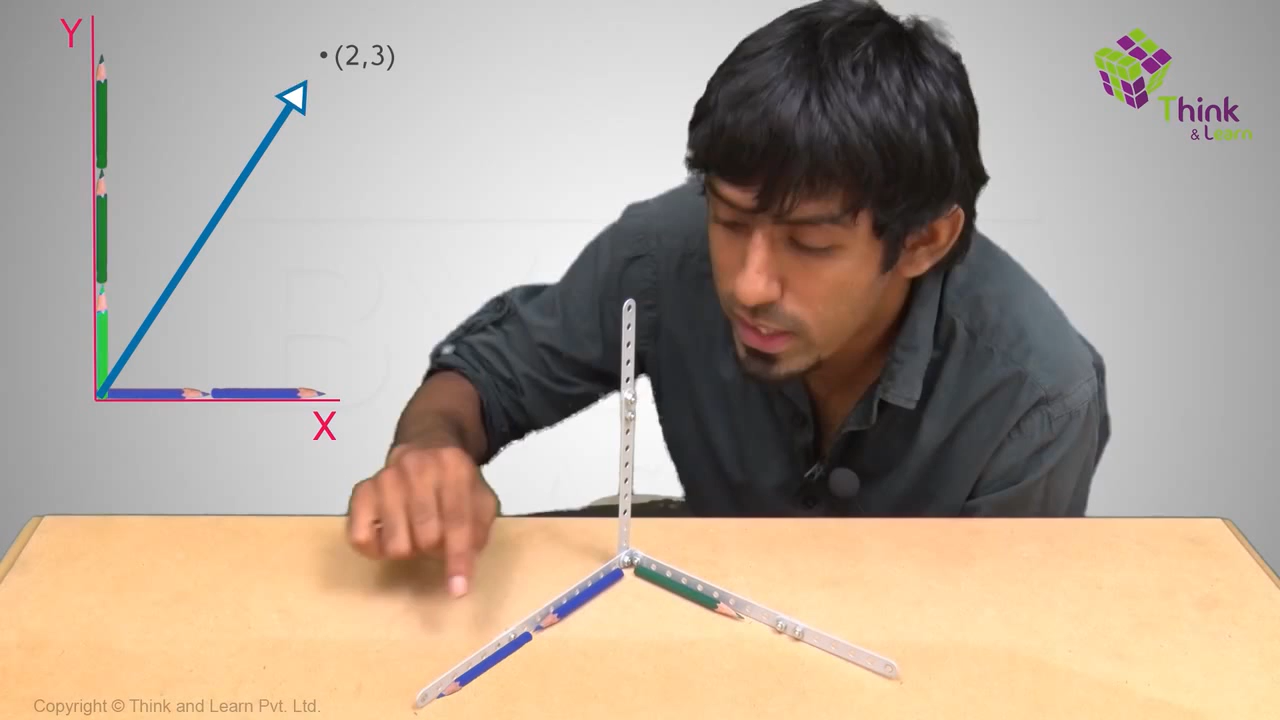 Y
• (2,3)
X
Think
& Learn
Copyright © Think and Learn Pvt. Ltd.